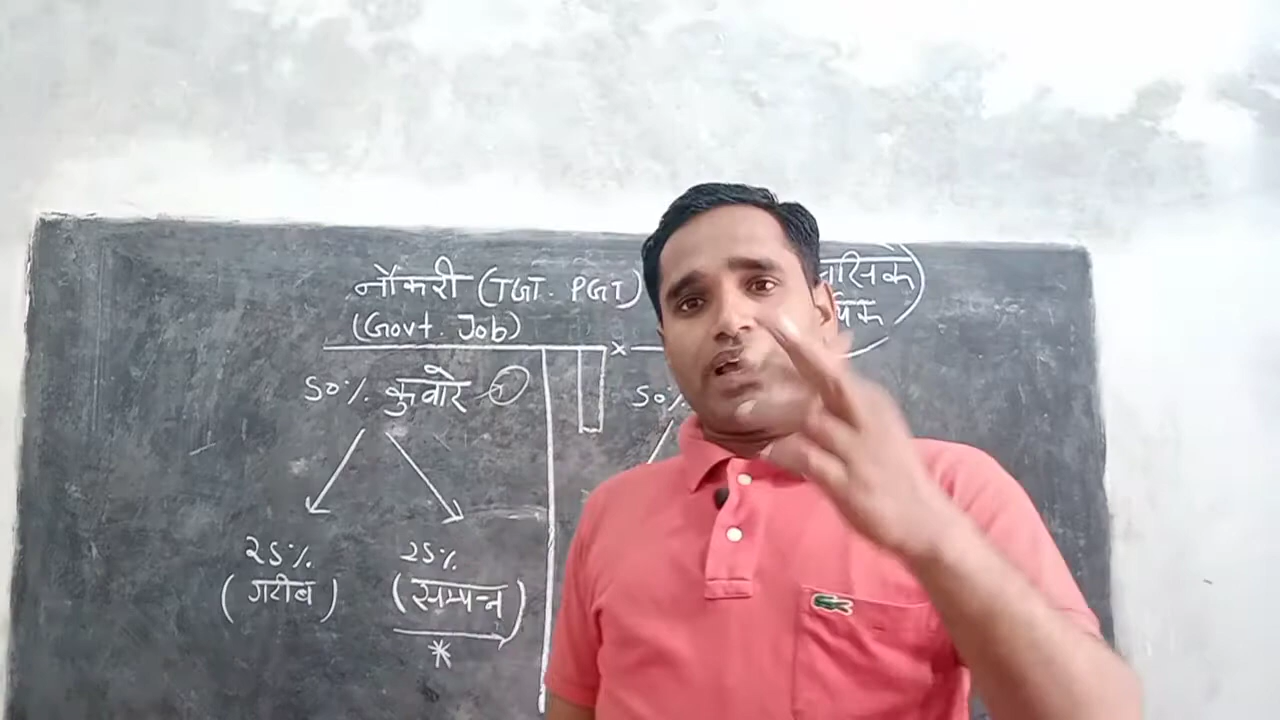 नौकरी (TGT. PGT)
(Govt. Job)
50% कुवारे
50%
25% 25%
(गरीब) (सम्पन्न)
*